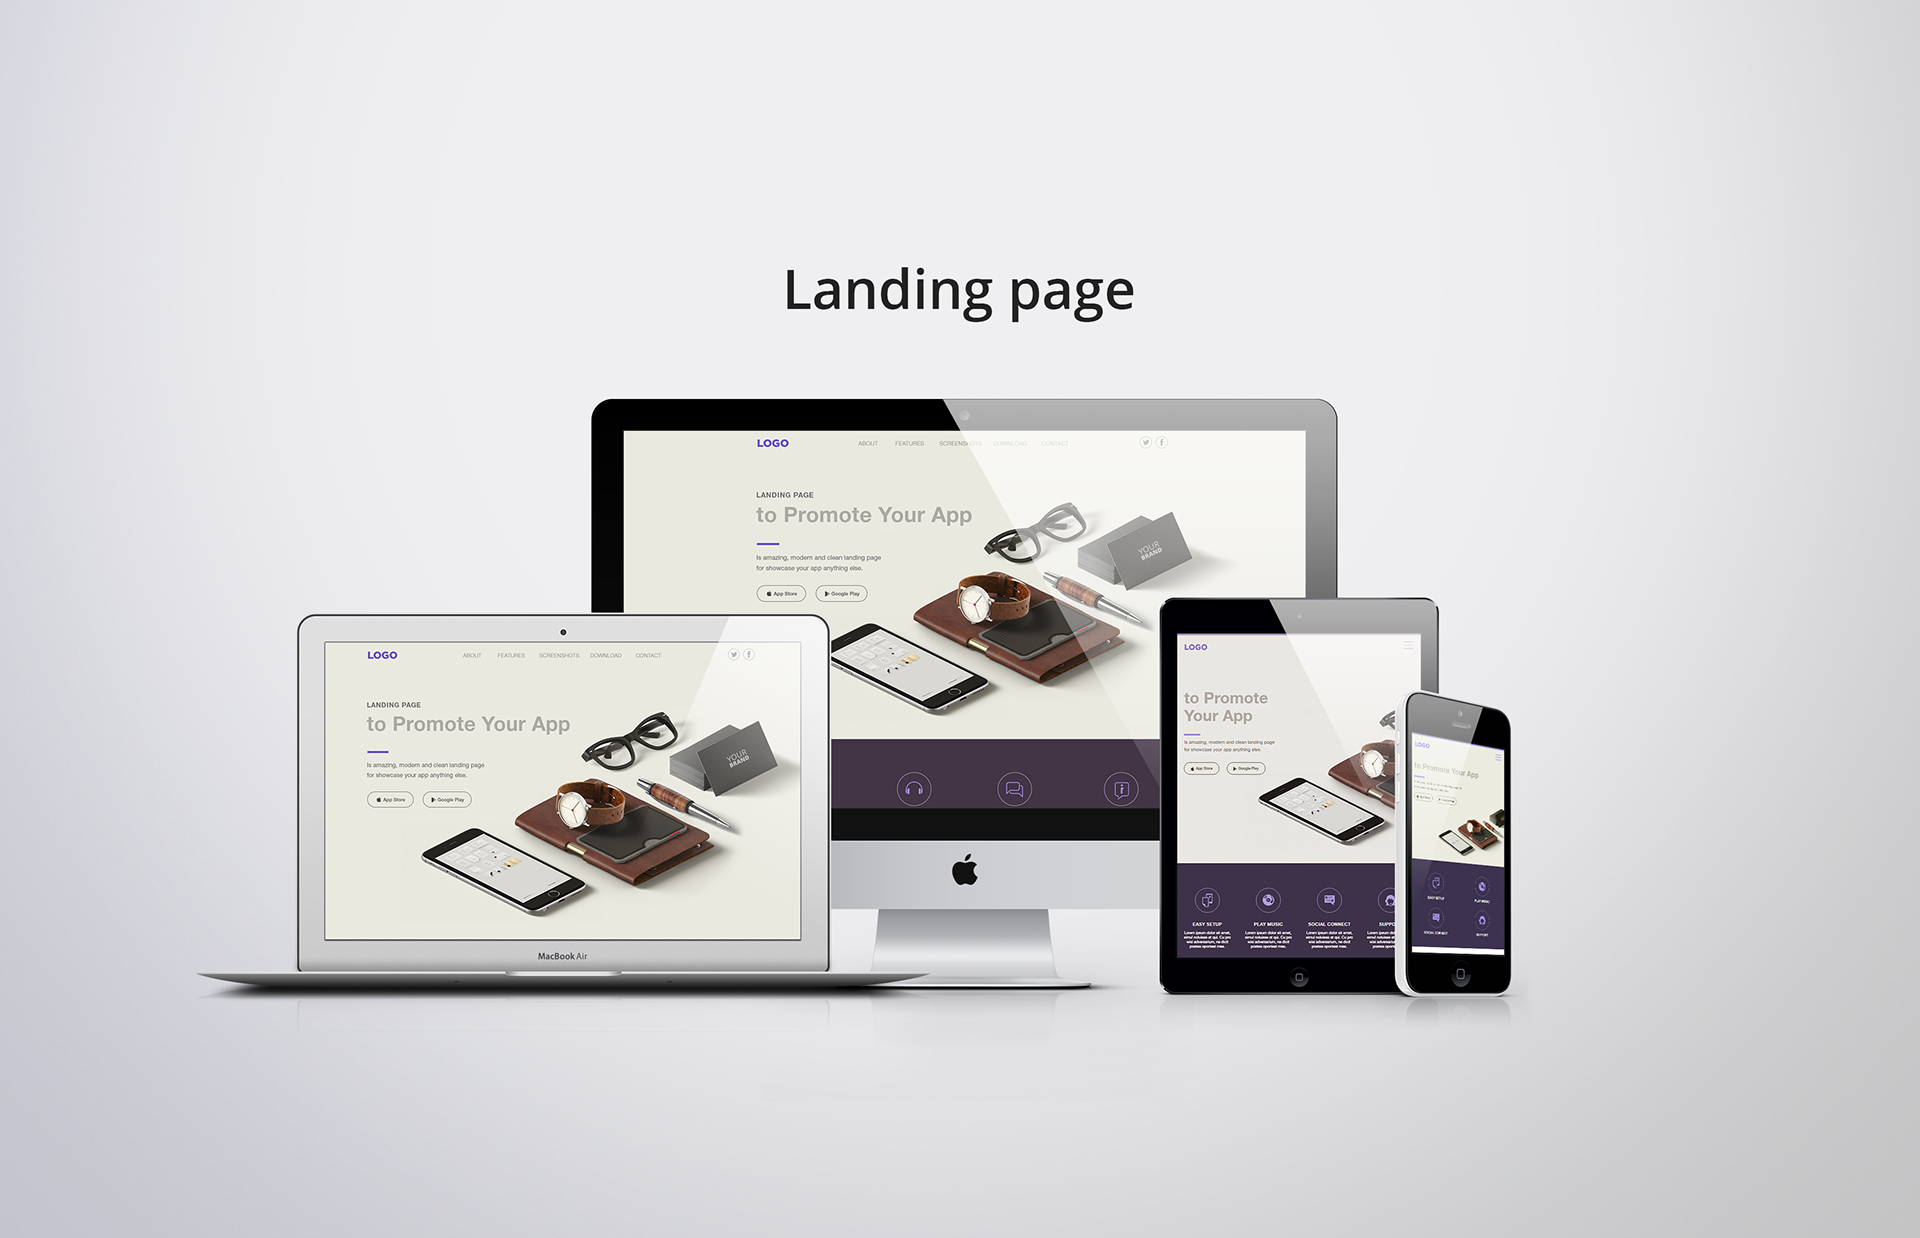 Landing page
LOGO
ABOUT FEATURES SCREENSHOTS DOWNLOAD CONTACT
LANDING PAGE
to Promote Your App
Is amazing, modern and clean landing page
for showcase your app anything else.
App Store Google Play
YOUR
BRAND
LOGO
ABOUT FEATURES SCREENSHOTS DOWNLOAD CONTACT
LANDING PAGE
to Promote Your App
Is amazing, modern and clean landing page
for showcase your app anything else.
App Store Google Play
YOUR
BRAND
MacBook Air
LOGO
to Promote
Your App
Is amazing, modern and clean landing page
for showcase your app anything else.
App Store Google Play
EASY SETUP PLAY MUSIC SOCIAL CONNECT SUPPO
Lorem ipsum dolor sit amet,
LOGO
to Promote Your App
EASY SETUP PLAY MUSIC
SOCIAL CONNECT SUPPORT